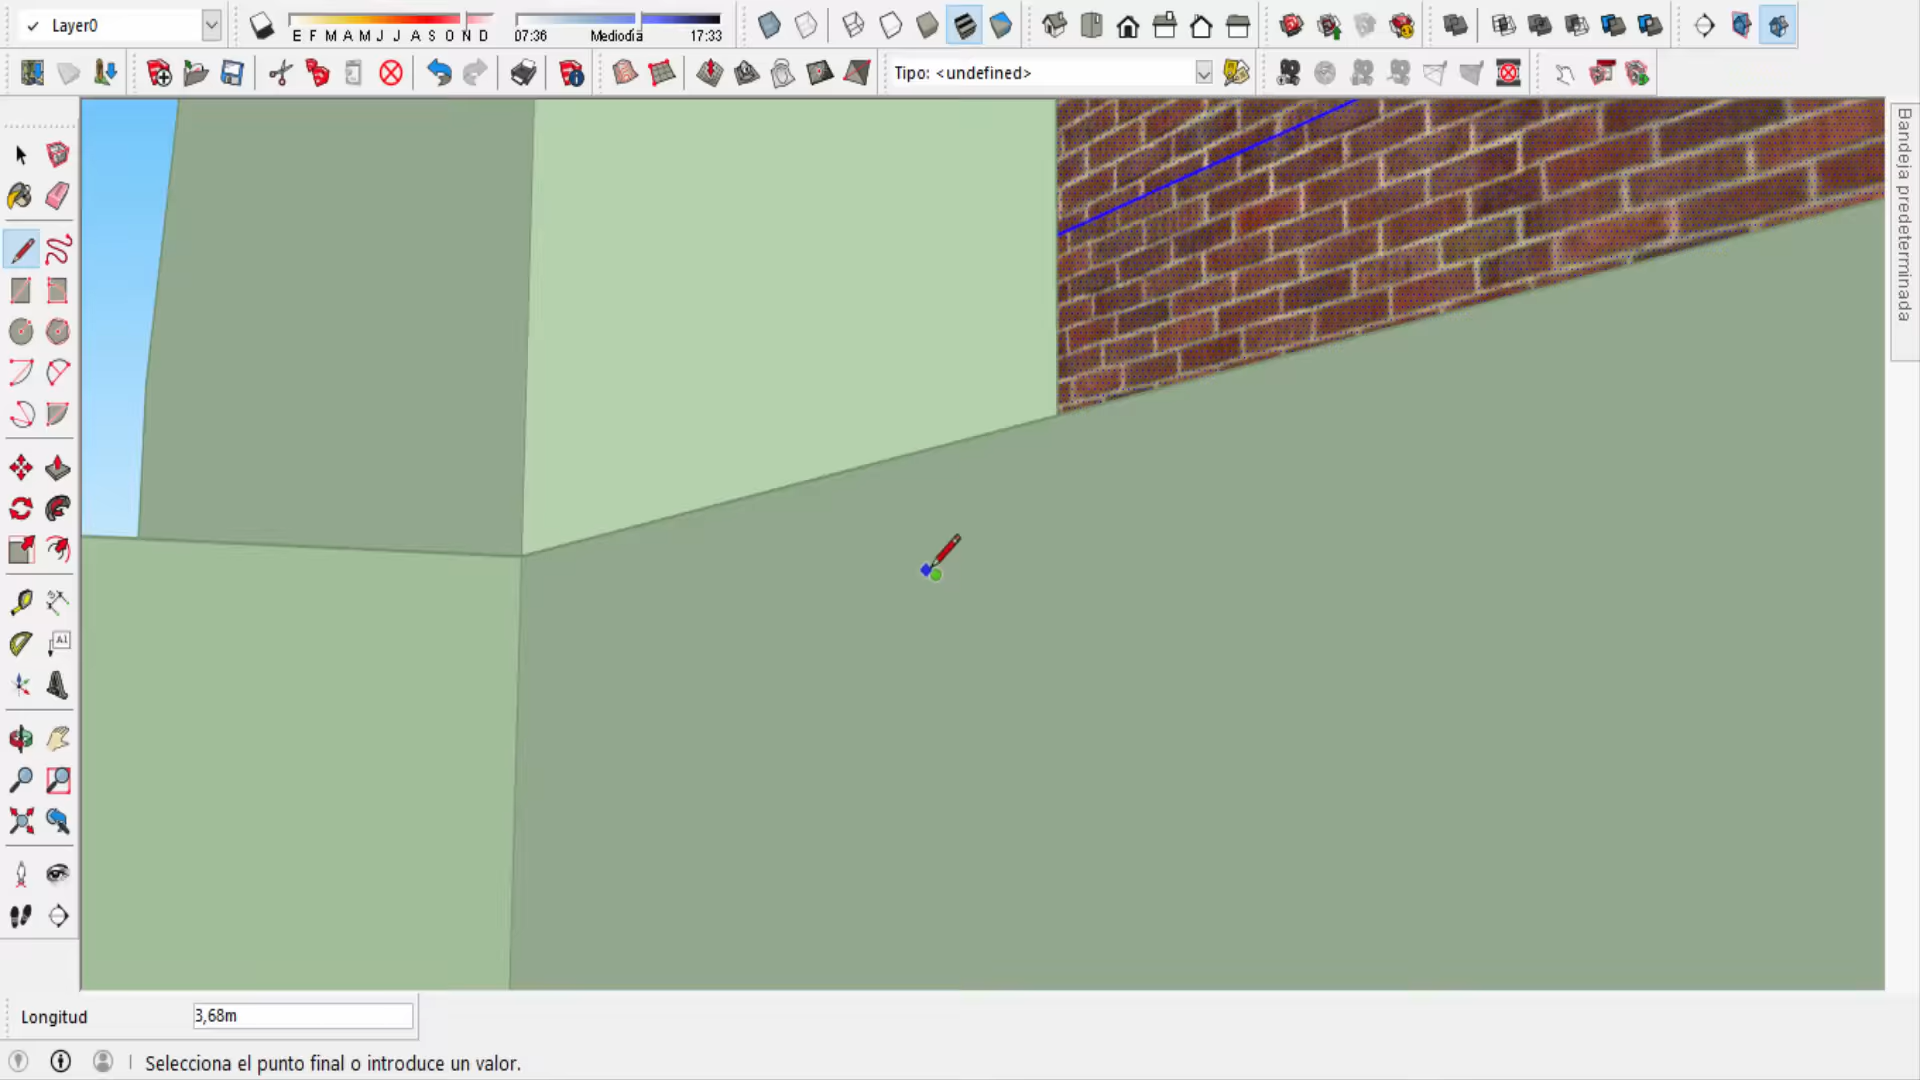 Layer0
E F M A M J J A S O N D
07:36 Mediodía 17:33
Tipo: <undefined>
A1
Bandeja predeterminada
Longitud 3,68m
Selecciona el punto final o introduce un valor.